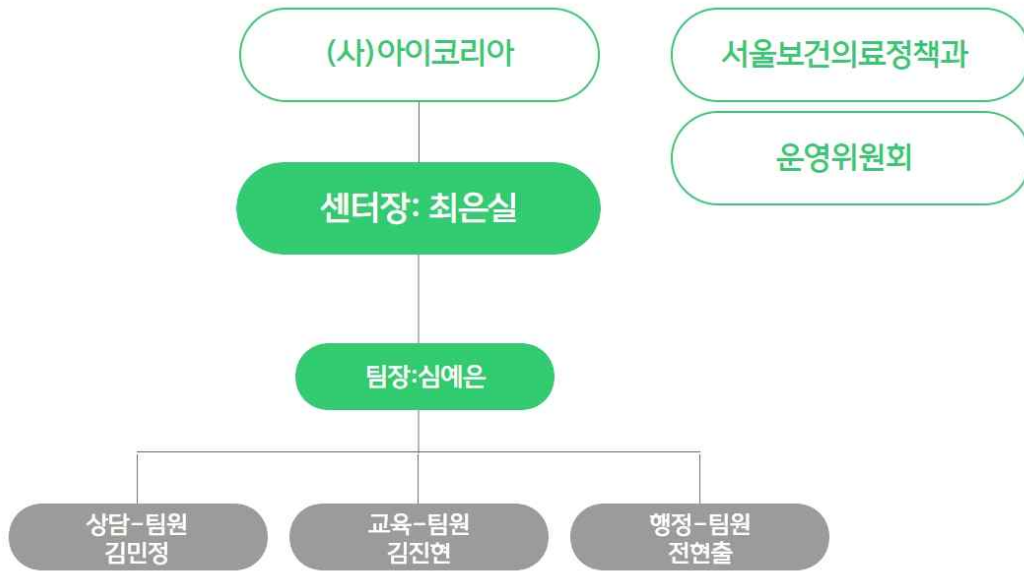 (사)아이코리아
서울보건의료정책과
운영위원회
센터장: 최은실
팀장:심예은
상담-팀원
김민정
교육-팀원
김진현
행정-팀원
전현출